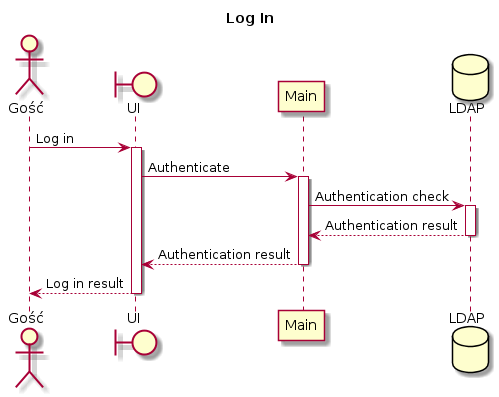 Log In
Gość
UI
Main
LDAP
Log in
Authenticate
Authentication check
Authentication result
Authentication result
Log in result
Gość
UI
Main
LDAP